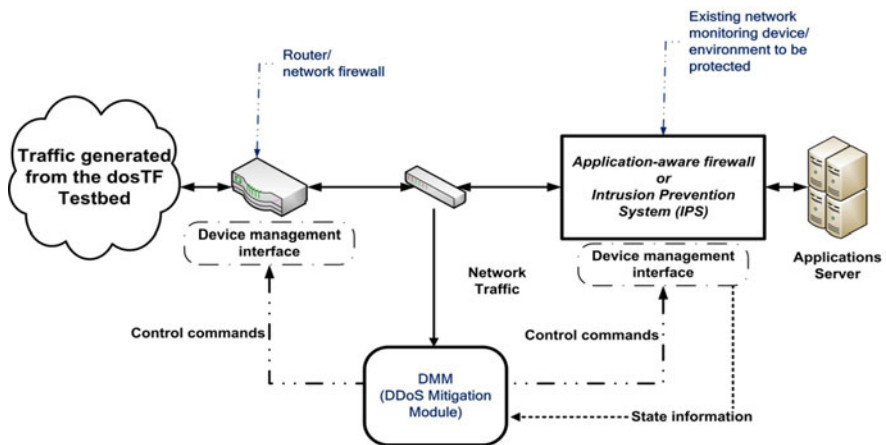 Router/
network firewall
Existing network
monitoring device/
environment to be
protected
Traffic generated
from the dosTF
Testbed
Application-aware firewall
or
Intrusion Prevention
System (IPS)
Device management
interface
Device management
interface
Applications
Server
Network
Traffic
Control commands
Control commands
DMM
(DDoS Mitigation
Module)
State information